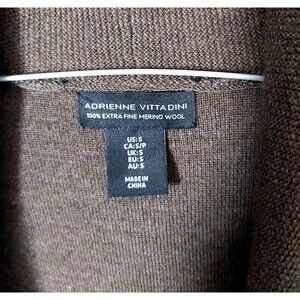 ADRIENNE VITTADINI
100% EXTRA FINE MERINO WOOL
US:S
CA:S/P
UK:S
EU:S
AU:S
MADE IN
CHINA